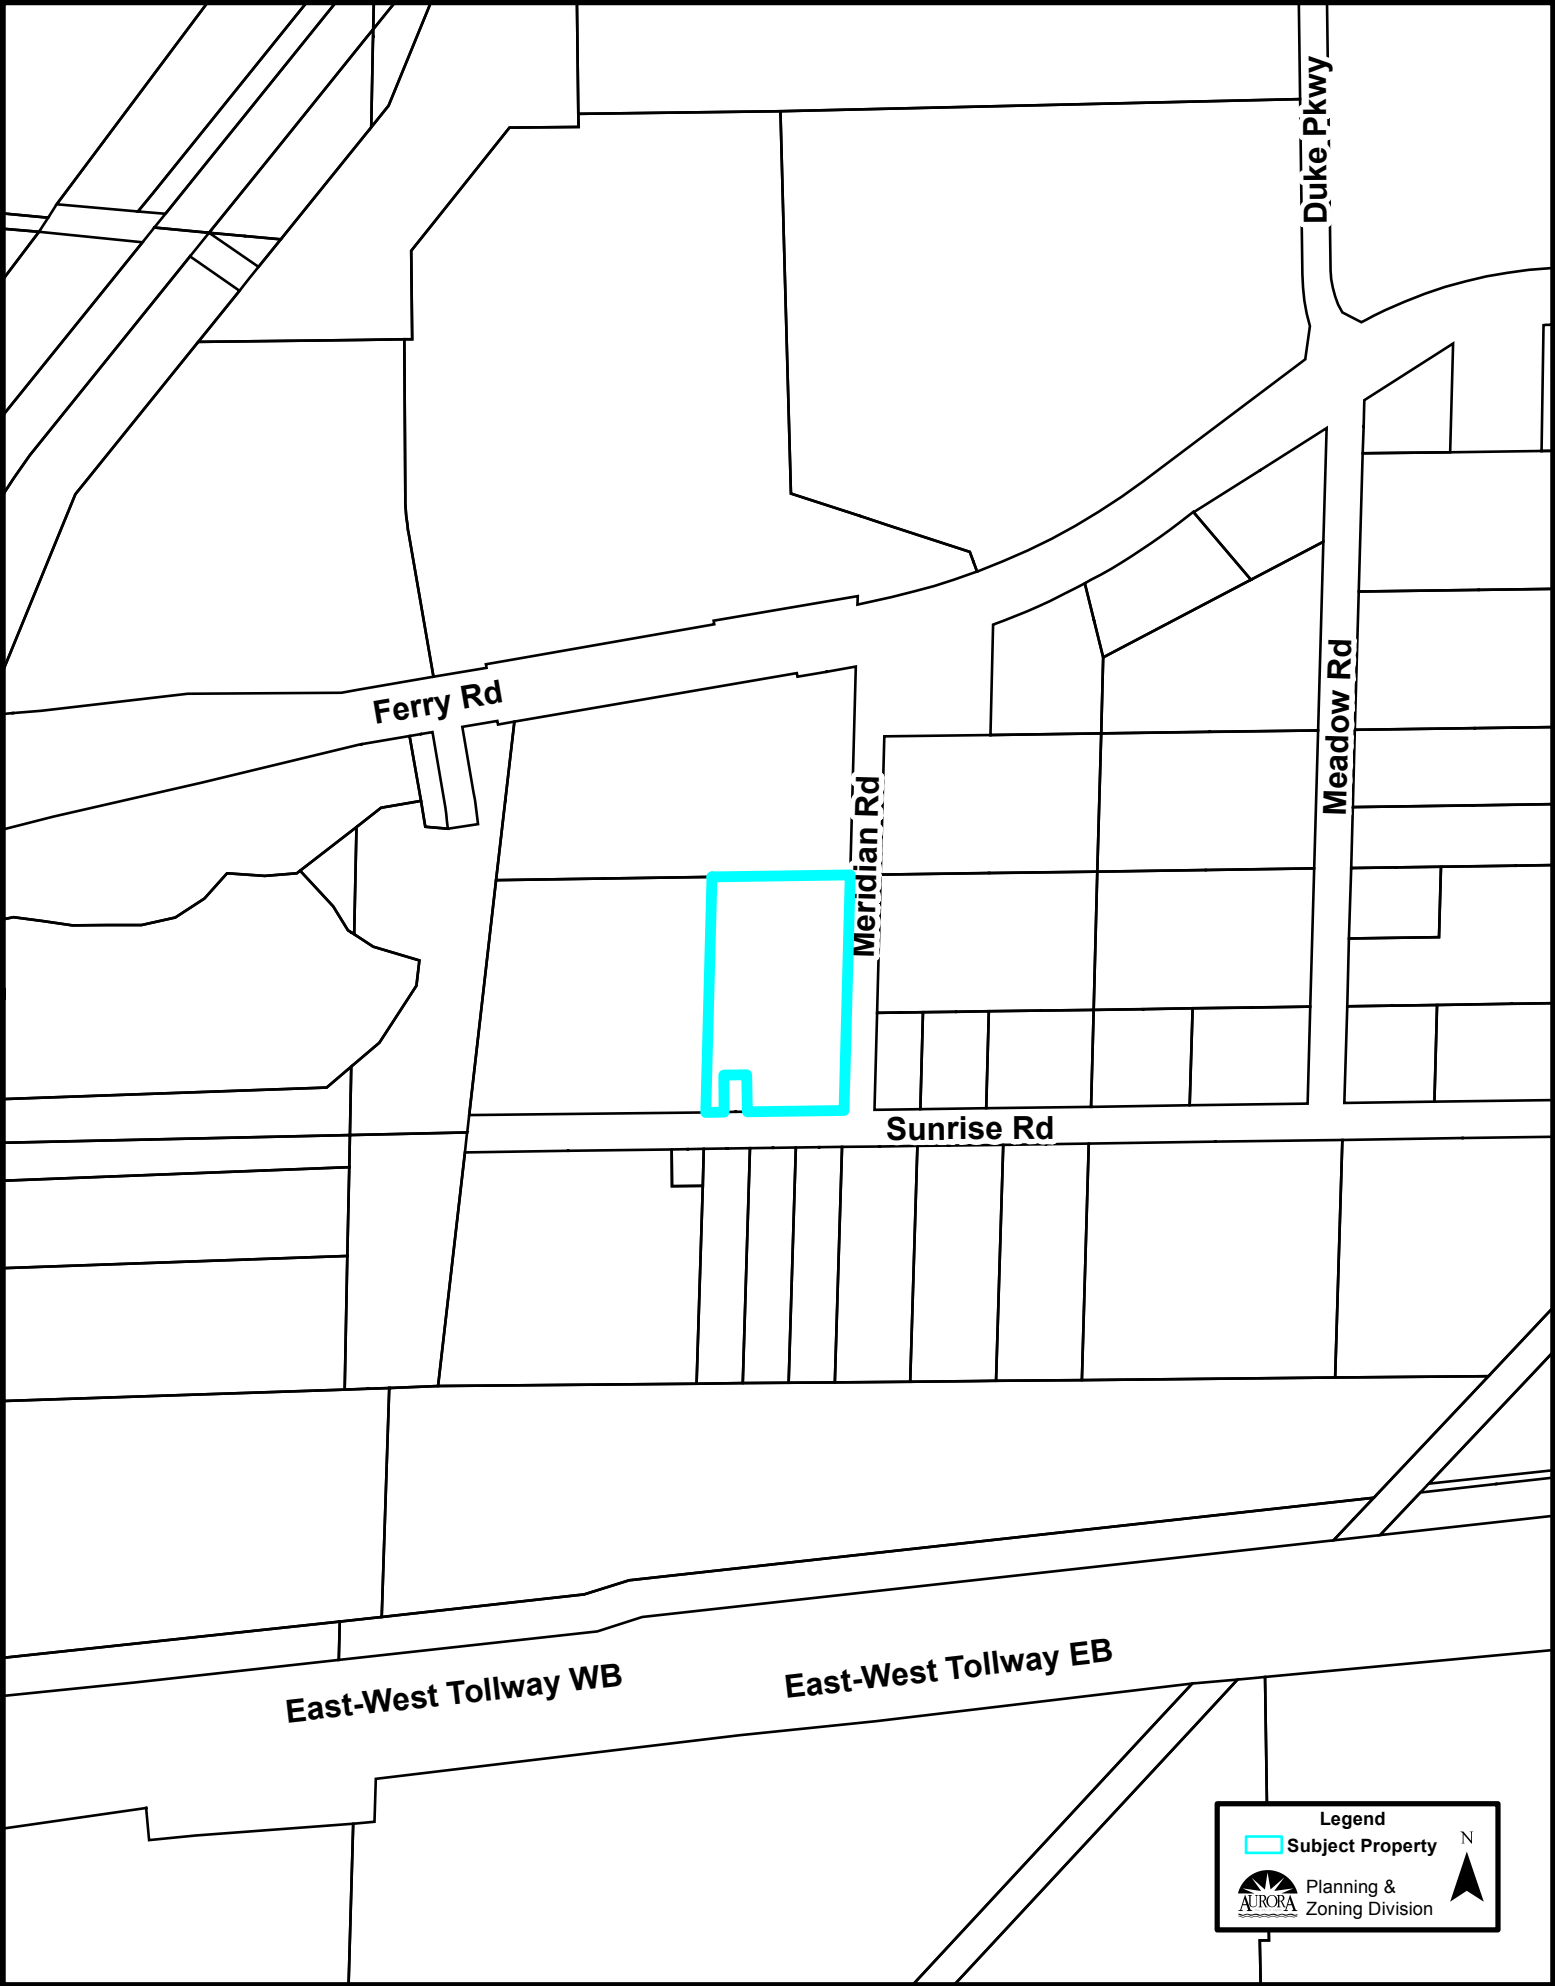 Duke Pkwy
Ferry Rd
Meadow Rd
Meridian Rd
Sunrise Rd
East-West Tollway WB
East-West Tollway EB
Legend
Subject Property
N
AURORA
Planning &
Zoning Division